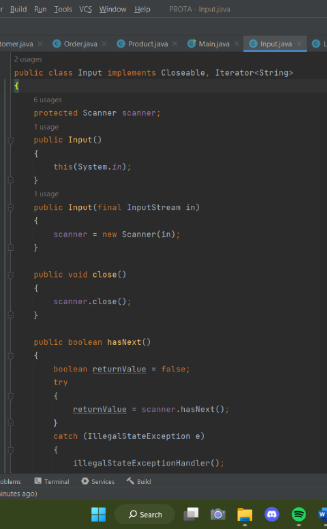 r Build Run Tools VCS Window Help PROTA - Input.java
tomer.java Order.java Product.java Main.java Input.java
2 usages
public class Input implements Closeable, Iterator<String>
{
6 usages
protected Scanner scanner;
1 usage
public Input()
{
this(System.in);
}
1 usage
public Input(final InputStream in)
{
scanner = new Scanner(in);
}
public void close()
{
scanner.close();
}
public boolean hasNext()
{
boolean returnValue = false;
try
{
returnValue = scanner.hasNext();
}
catch (IllegalStateException e)
{
illegalStateExceptionHandler();
oblems Terminal Services Build
inutes ago)
Search